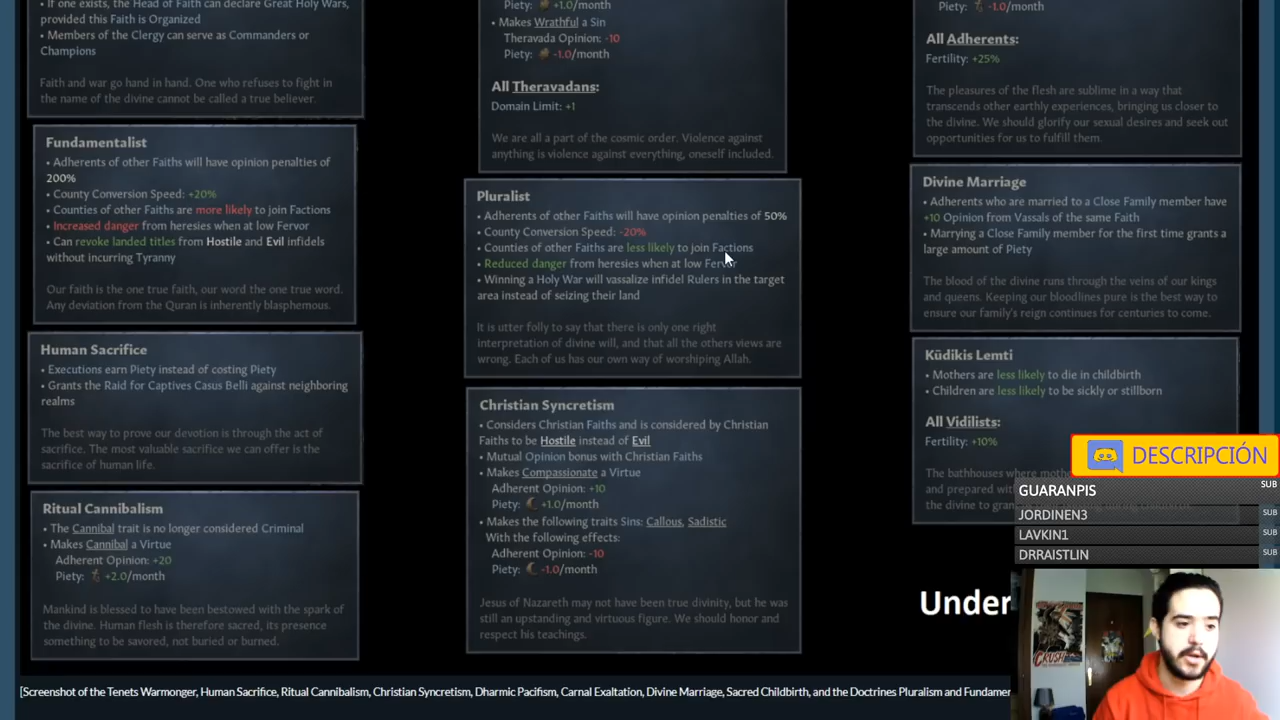 • If one exists, the Head of Faith can declare Great Holy Wars,
provided this Faith is Organized
• Members of the Clergy can serve as Commanders or
Champions
Faith and war go hand in hand. One who refuses to fight in
the name of the divine cannot be called a true believer.
Fundamentalist
• Adherents of other Faiths will have opinion penalties of
200%
• County Conversion Speed: +20%
• Counties of other Faiths are more likely to join Factions
• Increased danger from heresies when at low Fervor
• Can revoke landed titles from Hostile and Evil infidels
without incurring Tyranny
Our faith is the one true faith, our word the one true word.
Any deviation from the Quran is inherently blasphemous.
Human Sacrifice
• Executions earn Piety instead of costing Piety
• Grants the Raid for Captives Casus Belli against neighboring
realms
The best way to prove our devotion is through the act of
sacrifice. The most valuable sacrifice we can offer is the
sacrifice of human life.
Ritual Cannibalism
• The Cannibal trait is no longer considered Criminal
• Makes Cannibal a Virtue
Adherent Opinion: +20
Piety: +2.0/month
Mankind is blessed to have been bestowed with the spark of
the divine. Human flesh is therefore sacred, its presence
something to be savored, not buried or burned.
Piety: +1.0/month
• Makes Wrathful a Sin
Theravada Opinion: -10
Piety: -1.0/month
All Theravadans:
Domain Limit: +1
We are all a part of the cosmic order. Violence against
anything is violence against everything, oneself included.
Pluralist
• Adherents of other Faiths will have opinion penalties of 50%
• County Conversion Speed: -20%
• Counties of other Faiths are less likely to join Factions
• Reduced danger from heresies when at low Fervor
• Winning a Holy War will vassalize infidel Rulers in the target
area instead of seizing their land
It is utter folly to say that there is only one right
interpretation of divine will, and that all the others views are
wrong. Each of us has our own way of worshiping Allah.
Christian Syncretism
• Considers Christian Faiths and is considered by Christian
Faiths to be Hostile instead of Evil
• Mutual Opinion bonus with Christian Faiths
• Makes Compassionate a Virtue
Adherent Opinion: +10
Piety: +1.0/month
• Makes the following traits Sins: Callous, Sadistic
With the following effects:
Adherent Opinion: -10
Piety: -1.0/month
Jesus of Nazareth may not have been true divinity, but he was
still an upstanding and virtuous figure. We should honor and
respect his teachings.
Piety: -1.0/month
All Adherents:
Fertility: +25%
The pleasures of the flesh are sublime in a way that
transcends other earthly experiences, bringing us closer to
the divine. We should glorify our sexual desires and seek out
opportunities for us to fulfill them.
Divine Marriage
• Adherents who are married to a Close Family member have
+10 Opinion from Vassals of the same Faith
• Marrying a Close Family member for the first time grants a
large amount of Piety
The blood of the divine runs through the veins of our kings
and queens. Keeping our bloodlines pure is the best way to
ensure our family's reign continues for centuries to come.
Kūdikis Lemti
• Mothers are less likely to die in childbirth
• Children are less likely to be sickly or stillborn
All Vidilists:
Fertility: +10%
The bathhouses where moth
and prepared with
the divine to gran
DESCRIPCIÓN
GUARANPIS SUB
JORDINEN3 SUB
LAVKIN1 SUB
DRRAISTLIN SUB
Under
[Screenshot of the Tenets Warmonger, Human Sacrifice, Ritual Cannibalism, Christian Syncretism, Dharmic Pacifism, Carnal Exaltation, Divine Marriage, Sacred Childbirth, and the Doctrines Pluralism and Fundamen